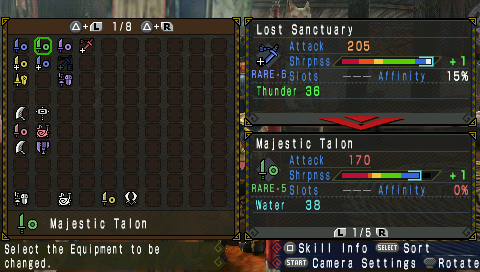 △+L 1/8 △+R
Majestic Talon
Select the Equipment to be
changed.
Lost Sanctuary
Attack 205
Shrpnss +1
RARE-6 Slots --- Affinity 15%
Thunder 36
Majestic Talon
Attack 170
Shrpnss +1
RARE-5 Slots --- Affinity 0%
Water 38
L 1/5 R
□ Skill Info SELECT Sort
START Camera Settings Rotate